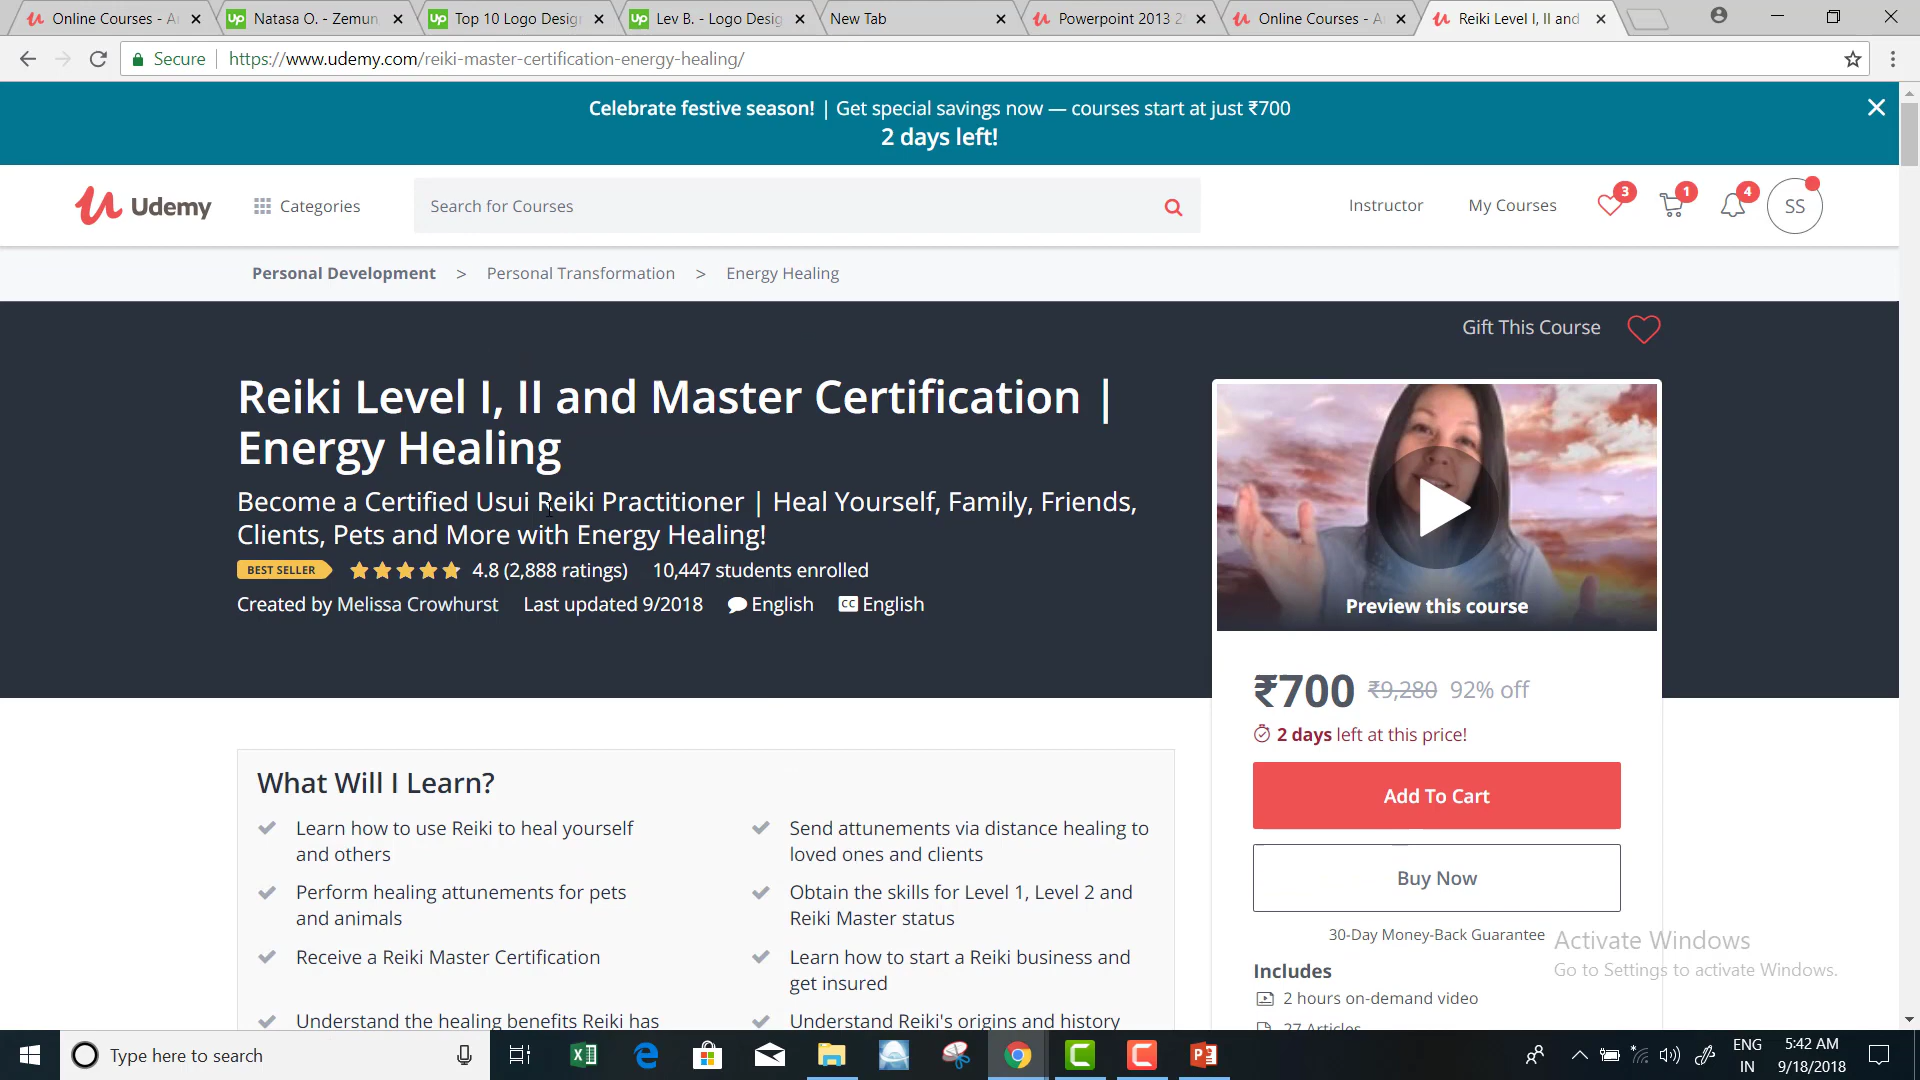 Online Courses - A
Natasa O. - Zemun
Top 10 Logo Desig
Lev B. - Logo Desig
New Tab
Powerpoint 2013 2
Online Courses - A
Reiki Level I, II and
Secure
https://www.udemy.com/reiki-master-certification-energy-healing/
Celebrate festive season! | Get special savings now — courses start at just ₹700
2 days left!
Udemy
Categories
Search for Courses
Instructor
My Courses
3
1
4
SS
Personal Development > Personal Transformation > Energy Healing
Gift This Course
Reiki Level I, II and Master Certification |
Energy Healing
Become a Certified Usui Reiki Practitioner | Heal Yourself, Family, Friends,
Clients, Pets and More with Energy Healing!
BEST SELLER 4.8 (2,888 ratings) 10,447 students enrolled
Created by Melissa Crowhurst Last updated 9/2018 English CC English
Preview this course
₹700 ₹9,280 92% off
2 days left at this price!
Add To Cart
Buy Now
30-Day Money-Back Guarantee
Includes
2 hours on-demand video
27 Articles
What Will I Learn?
Learn how to use Reiki to heal yourself
and others
Perform healing attunements for pets
and animals
Receive a Reiki Master Certification
Understand the healing benefits Reiki has
Send attunements via distance healing to
loved ones and clients
Obtain the skills for Level 1, Level 2 and
Reiki Master status
Learn how to start a Reiki business and
get insured
Understand Reiki's origins and history
Activate Windows
Go to Settings to activate Windows.
Type here to search
ENG
IN
5:42 AM
9/18/2018